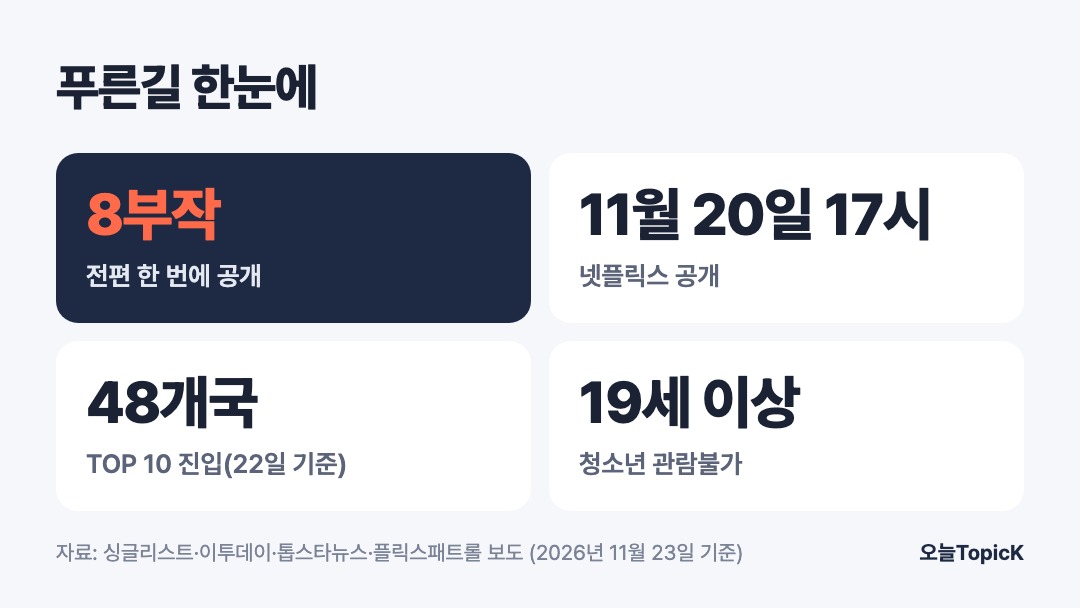 푸른길 한눈에
8부작
전편 한 번에 공개
11월 20일 17시
넷플릭스 공개
48개국
TOP 10 진입(22일 기준)
19세 이상
청소년 관람불가
자료: 싱글리스트·이투데이·톱스타뉴스·플릭스패트롤 보도 (2026년 11월 23일 기준)
오늘TopicK